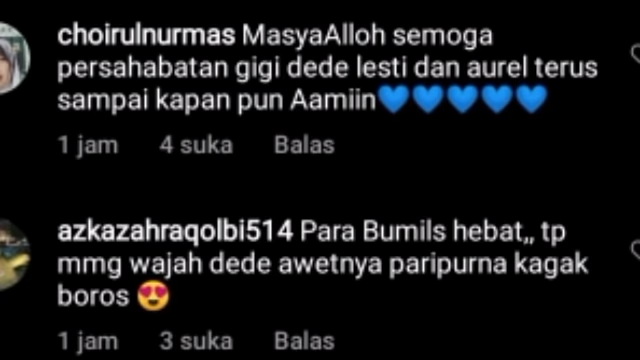 choirulnurmas MasyaAlloh semoga
persahabatan gigi dede lesti dan aurel terus
sampai kapan pun Aamiin💙💙💙💙💙
1 jam 4 suka Balas
azkazahraqolbi514 Para Bumils hebat,, tp
mmg wajah dede awetnya paripurna kagak
boros 😍
1 jam 3 suka Balas